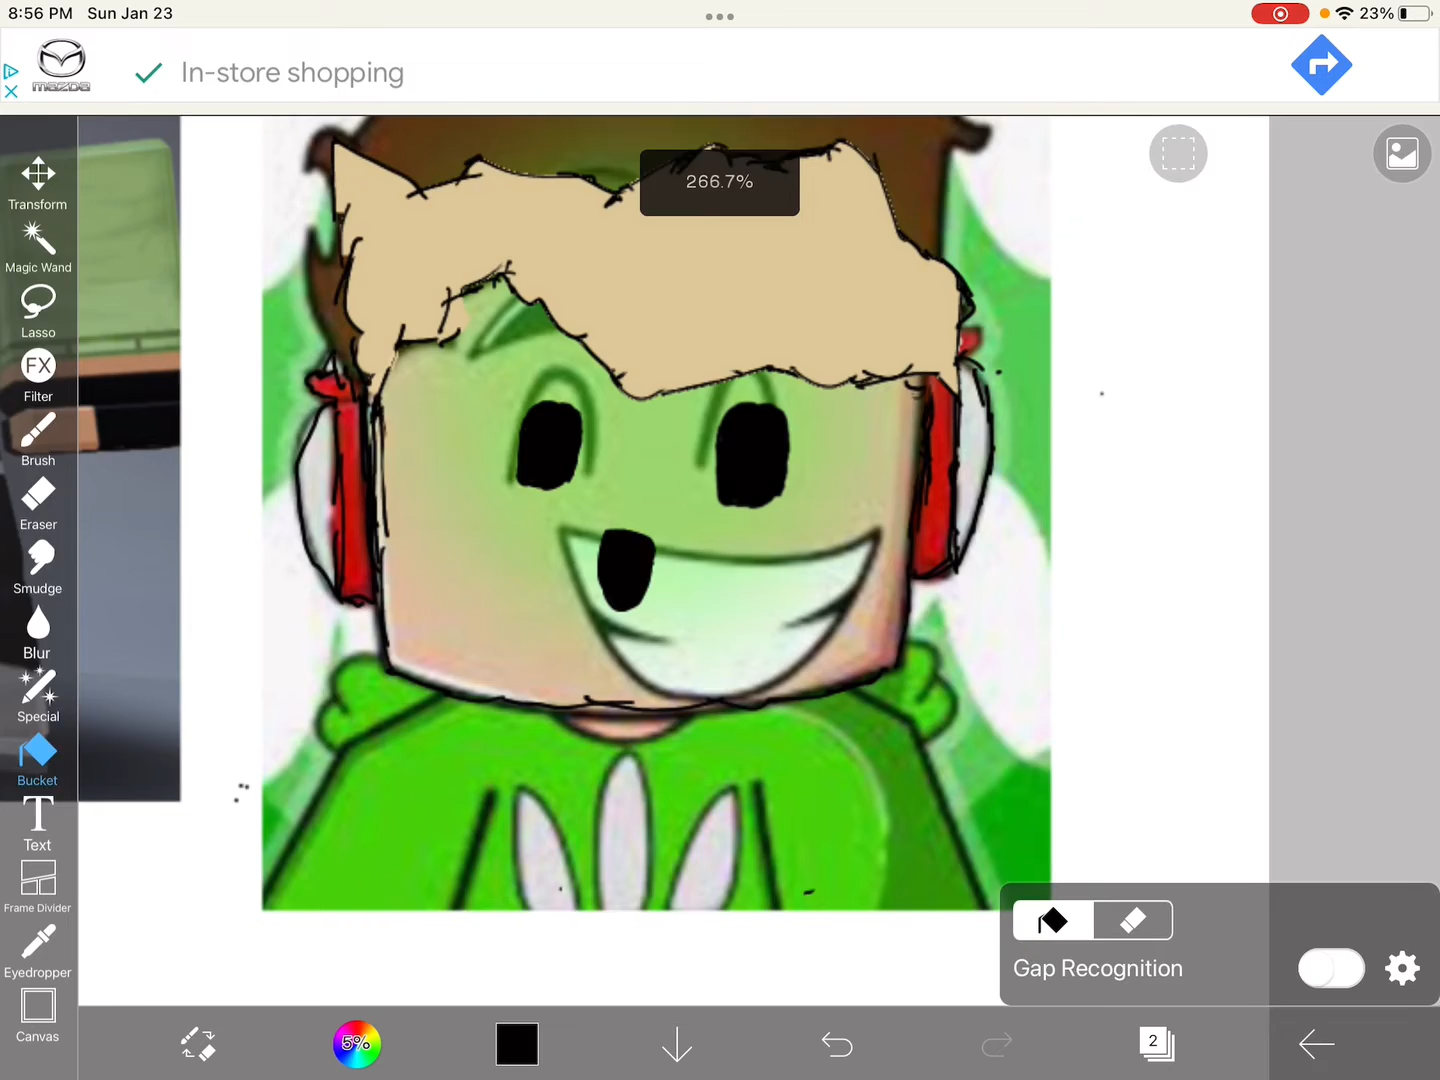 8:56 PM Sun Jan 23
23%
mazda
In-store shopping
266.7%
Transform
Magic Wand
Lasso
FX
Filter
Brush
Eraser
Smudge
Blur
Special
Bucket
T
Text
Frame Divider
Eyedropper
Canvas
Gap Recognition
5%
2